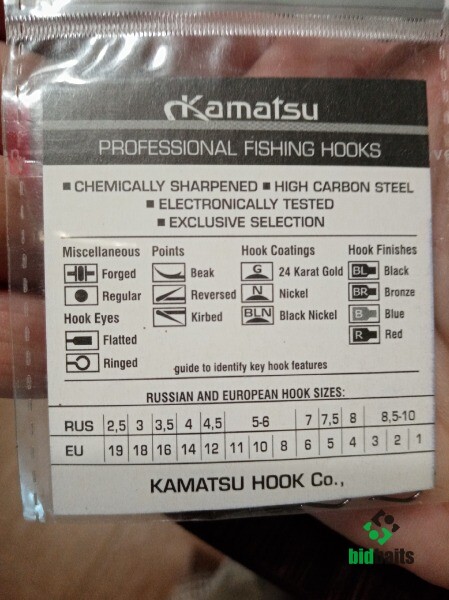 Kamatsu
PROFESSIONAL FISHING HOOKS
■ CHEMICALLY SHARPENED ■ HIGH CARBON STEEL
■ ELECTRONICALLY TESTED
■ EXCLUSIVE SELECTION
Miscellaneous Points Hook Coatings Hook Finishes
Forged Beak G 24 Karat Gold BL Black
Regular Reversed N Nickel BR Bronze
Hook Eyes Kirbed BLN Black Nickel B Blue
Flatted R Red
Ringed guide to identify key hook features
RUSSIAN AND EUROPEAN HOOK SIZES:
RUS 2,5 3 3,5 4 4,5 5-6 7 7,5 8 8,5-10
EU 19 18 16 14 12 11 10 8 6 5 4 3 2 1
KAMATSU HOOK Co.,
bidbaits